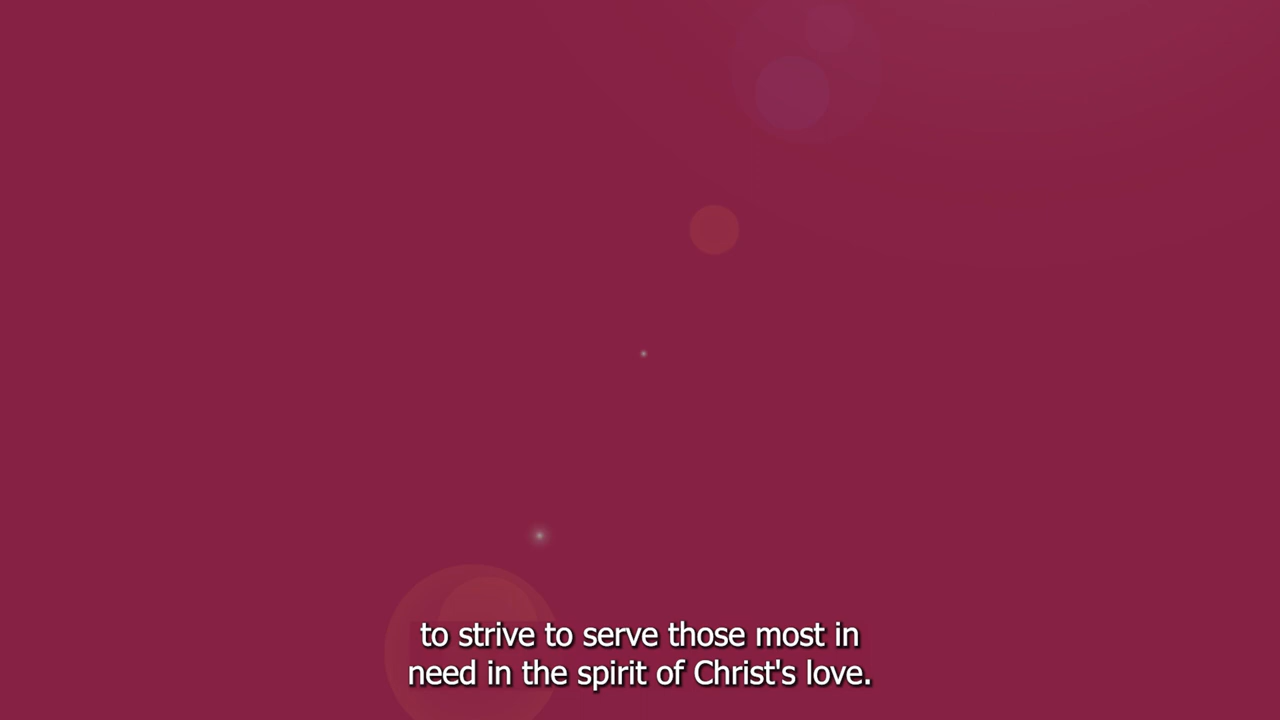 to strive to serve those most in
need in the spirit of Christ's love.